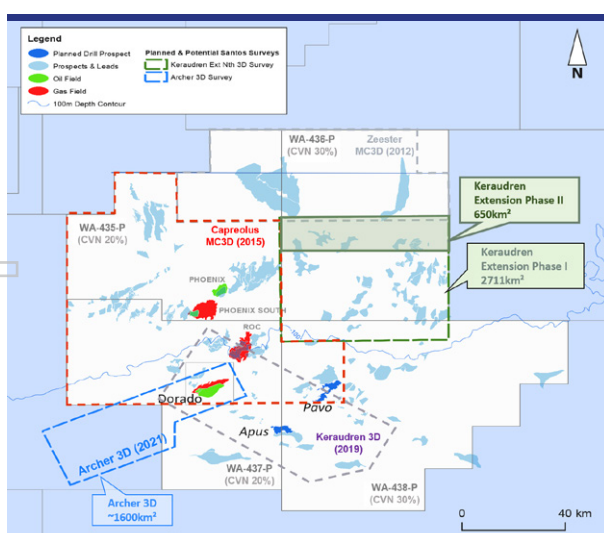 Legend
Planned Drill Prospect
Prospects & Leads
Oil Field
Gas Field
100m Depth Contour
Planned & Potential Santos Surveys
Keraudren Ext Nth 3D Survey
Archer 3D Survey
N
WA-436-P
(CVN 30%)
Zeester
MC3D (2012)
Keraudren
Extension Phase II
650km²
WA-435-P
(CVN 20%)
Capreolus
MC3D (2015)
Keraudren
Extension Phase I
2711km²
PHOENIX
PHOENIX SOUTH
ROC
Dorado
Pavo
Apus
Keraudren 3D
(2019)
Archer 3D (2021)
WA-437-P
(CVN 20%)
WA-438-P
(CVN 30%)
Archer 3D
~1600km²
0 40 km